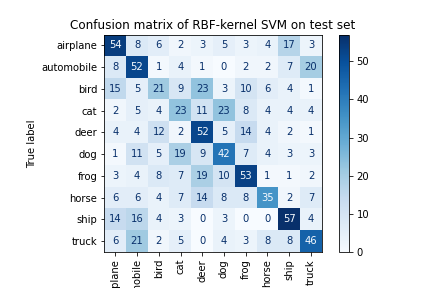 Confusion matrix of RBF-kernel SVM on test set
airplane 54 8 6 2 3 5 3 4 17 3
automobile 8 52 1 4 1 0 2 2 7 20
bird 15 5 21 9 23 3 10 6 4 1
cat 2 5 4 23 11 23 8 4 4 4
deer 4 4 12 2 52 5 14 4 2 1
dog 1 11 5 19 9 42 7 4 3 3
frog 3 4 8 7 19 10 53 1 1 2
horse 6 6 4 7 14 8 8 35 2 7
ship 14 16 4 3 0 3 0 0 57 4
truck 6 21 2 5 0 4 3 8 8 46
True label
plane
mobile
bird
cat
deer
dog
frog
horse
ship
truck
50
40
30
20
10
0